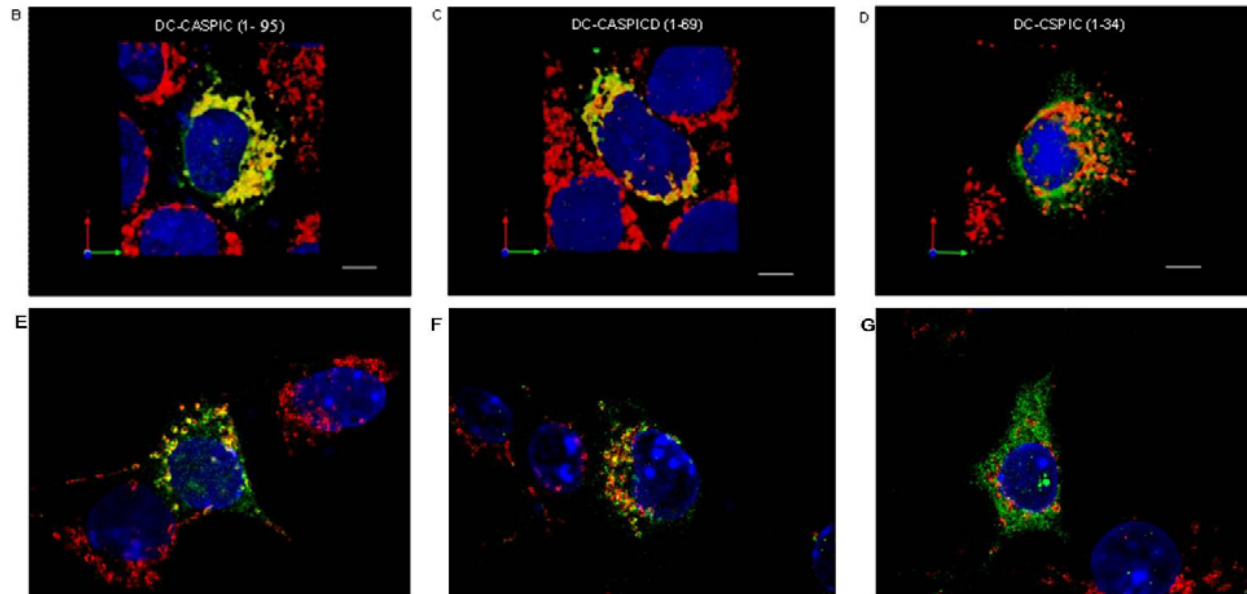 B
DC-CASPIC (1- 95)
C
DC-CASPICD (1-69)
D
DC-CSPIC (1-34)
E
F
G